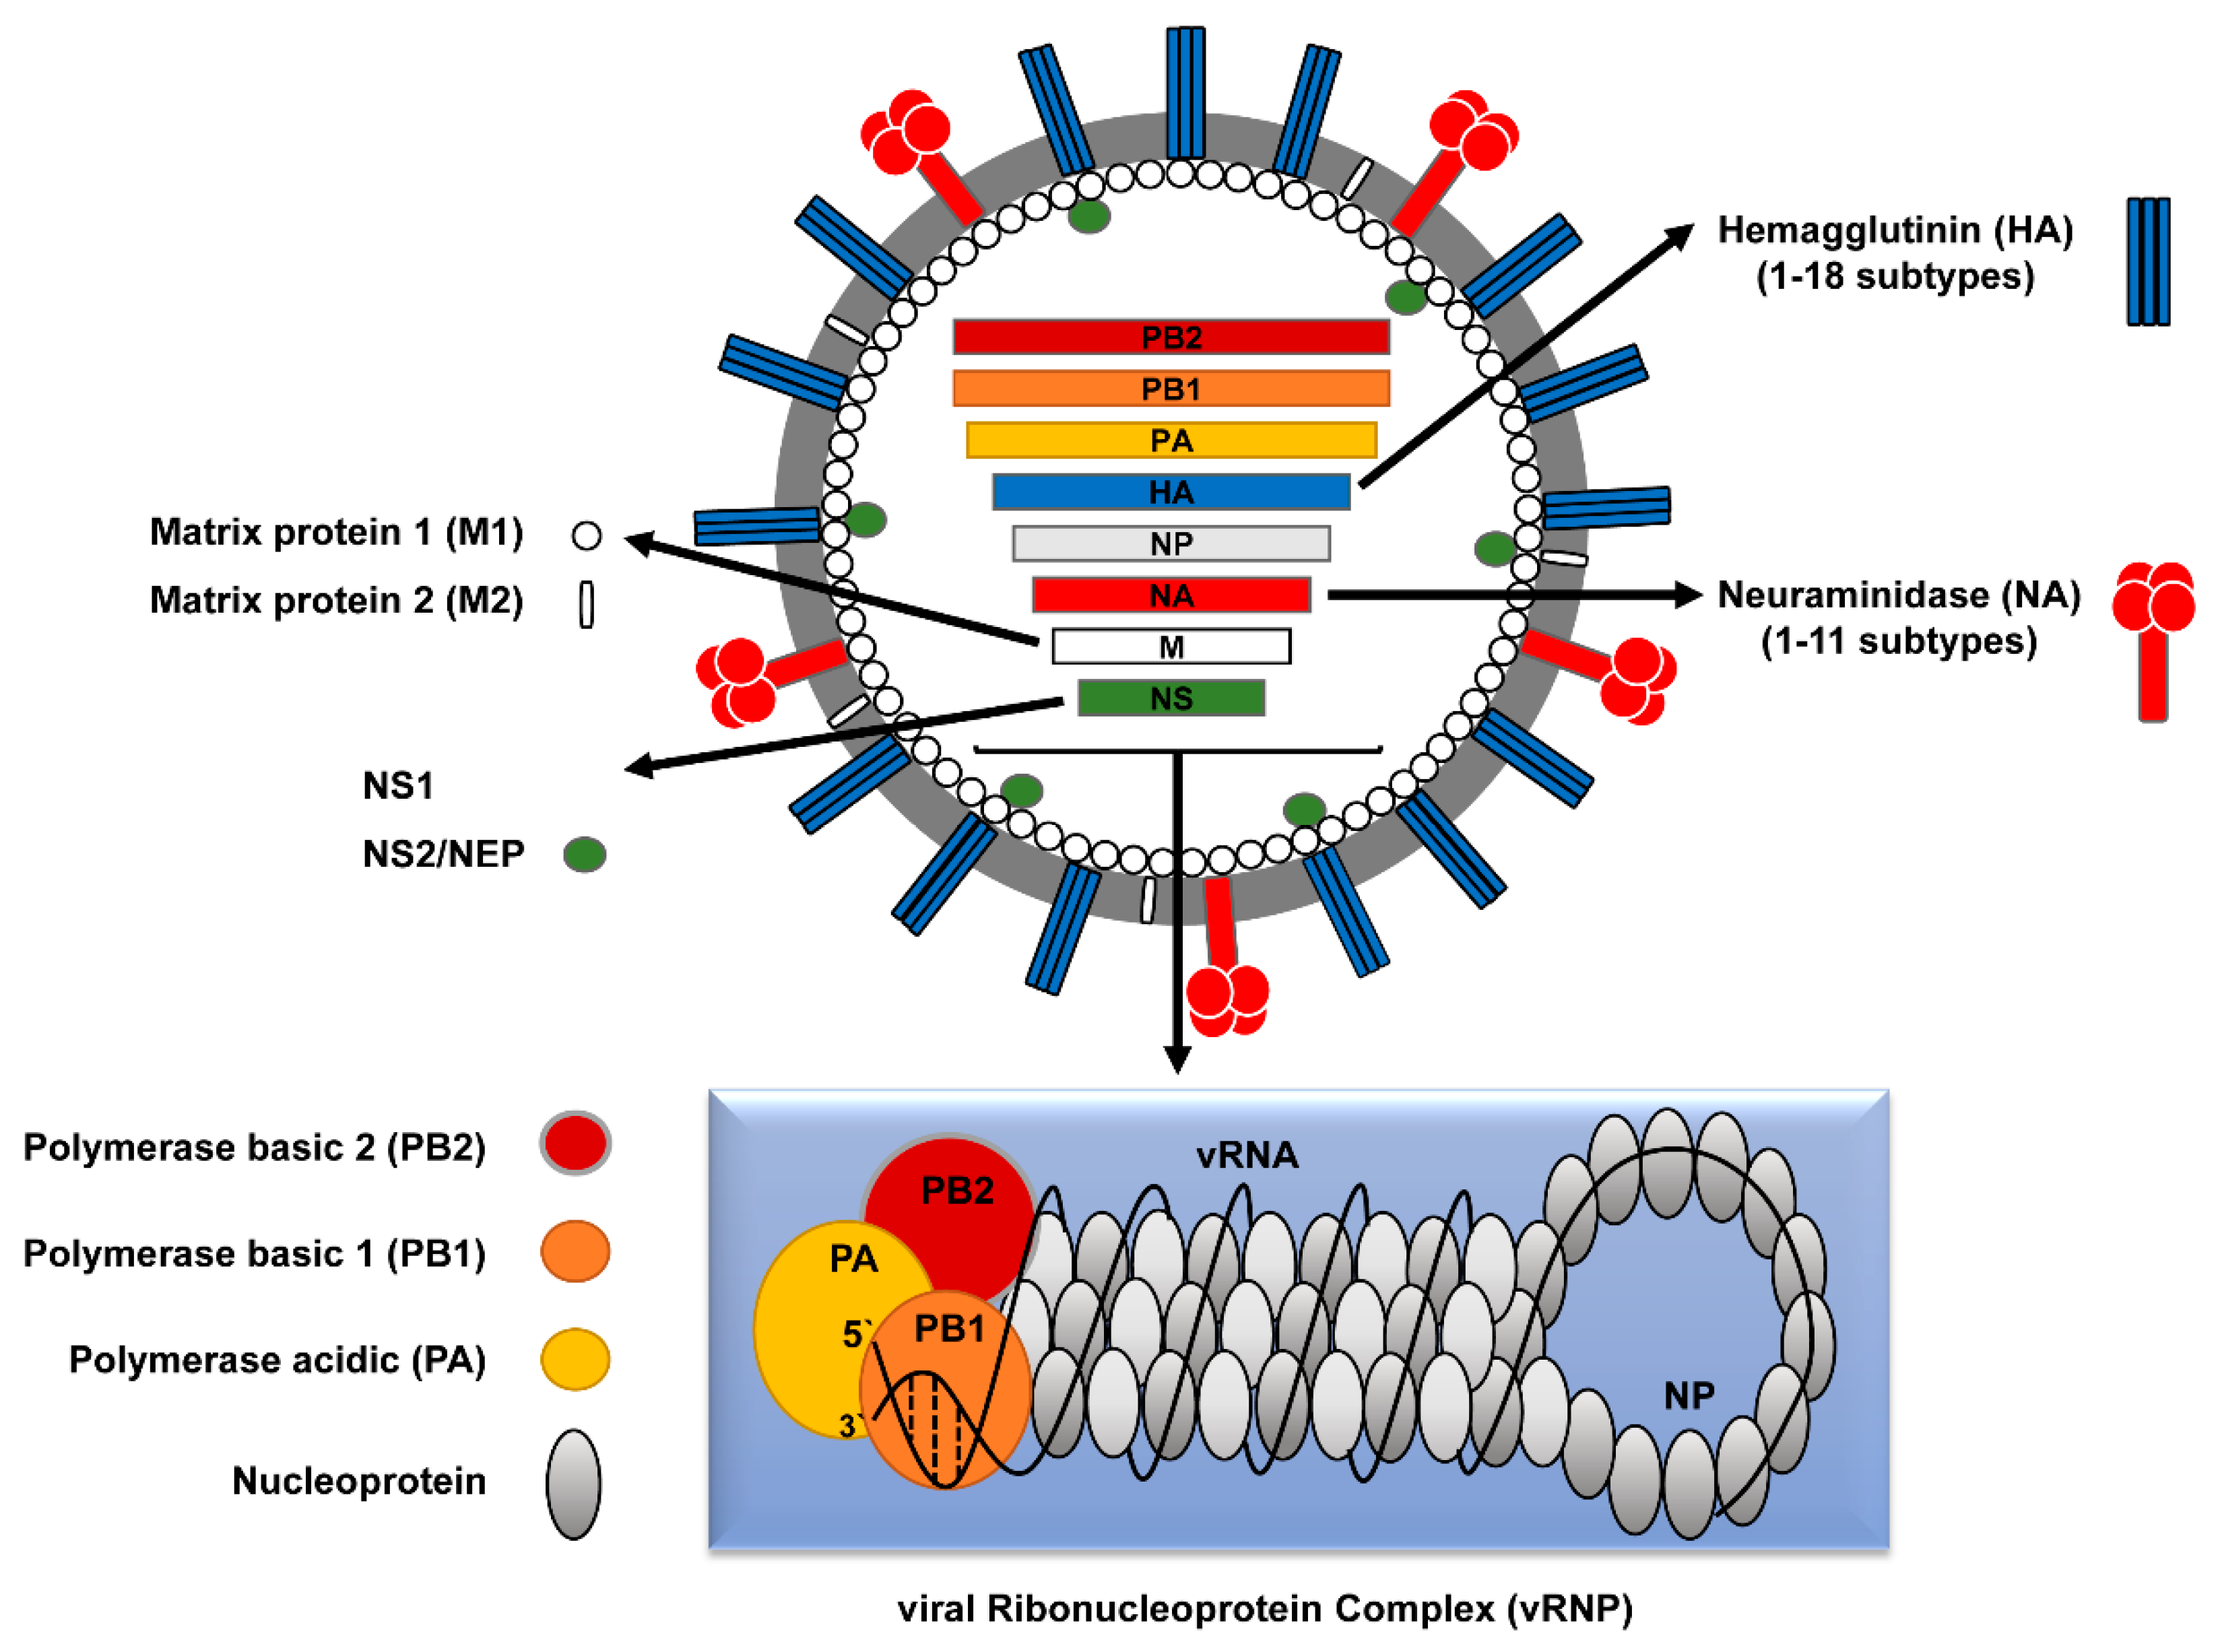 Hemagglutinin (HA)
(1-18 subtypes)
PB2
PB1
PA
HA
NP
NA
M
NS
Matrix protein 1 (M1)
Matrix protein 2 (M2)
Neuraminidase (NA)
(1-11 subtypes)
NS1
NS2/NEP
Polymerase basic 2 (PB2)
Polymerase basic 1 (PB1)
Polymerase acidic (PA)
Nucleoprotein
vRNA
PB2
PA
PB1
5`
3`
NP
viral Ribonucleoprotein Complex (vRNP)